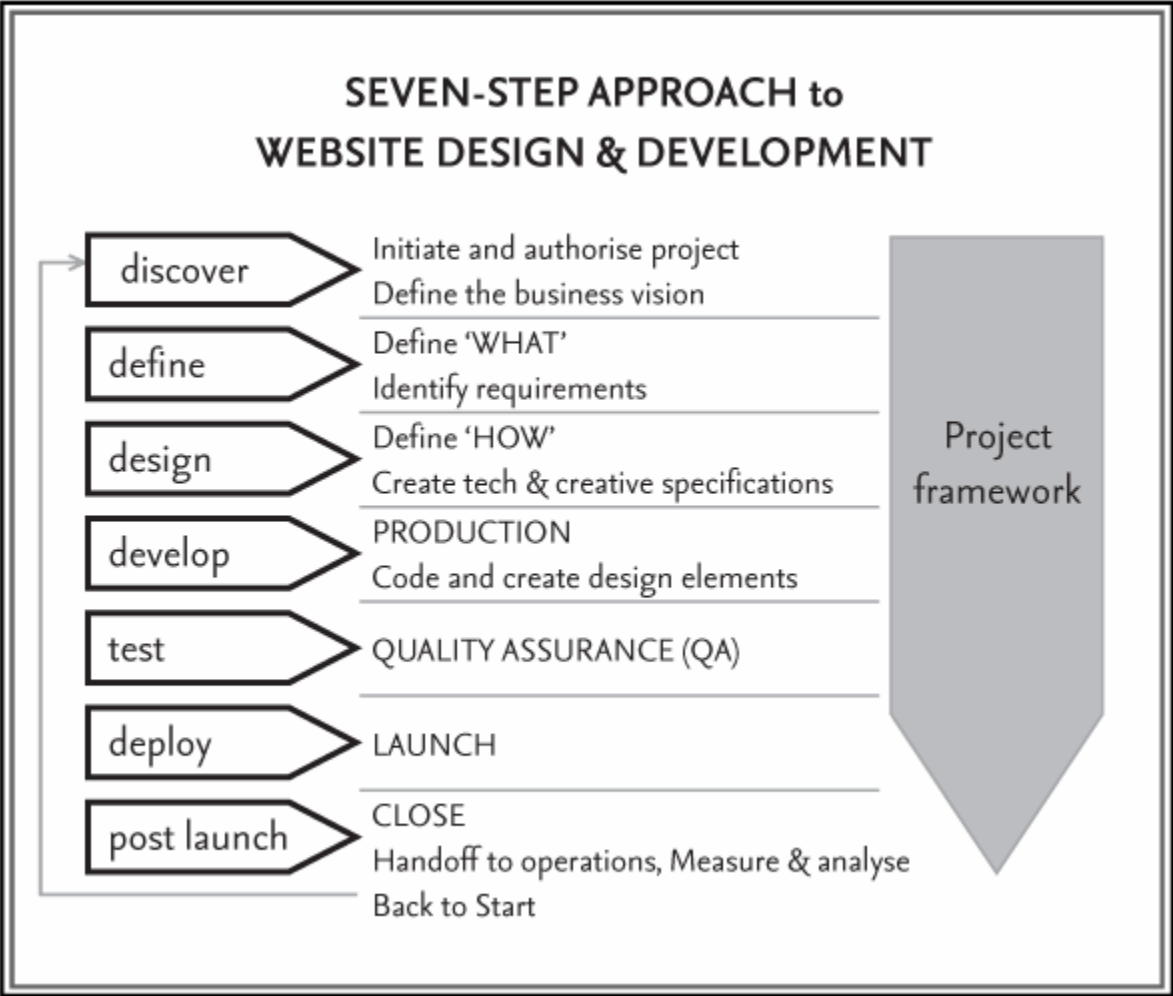 SEVEN-STEP APPROACH to
WEBSITE DESIGN & DEVELOPMENT
discover
Initiate and authorise project
Define the business vision
define
Define ‘WHAT’
Identify requirements
design
Define ‘HOW’
Create tech & creative specifications
develop
PRODUCTION
Code and create design elements
test
QUALITY ASSURANCE (QA)
deploy
LAUNCH
post launch
CLOSE
Handoff to operations, Measure & analyse
Back to Start
Project
framework